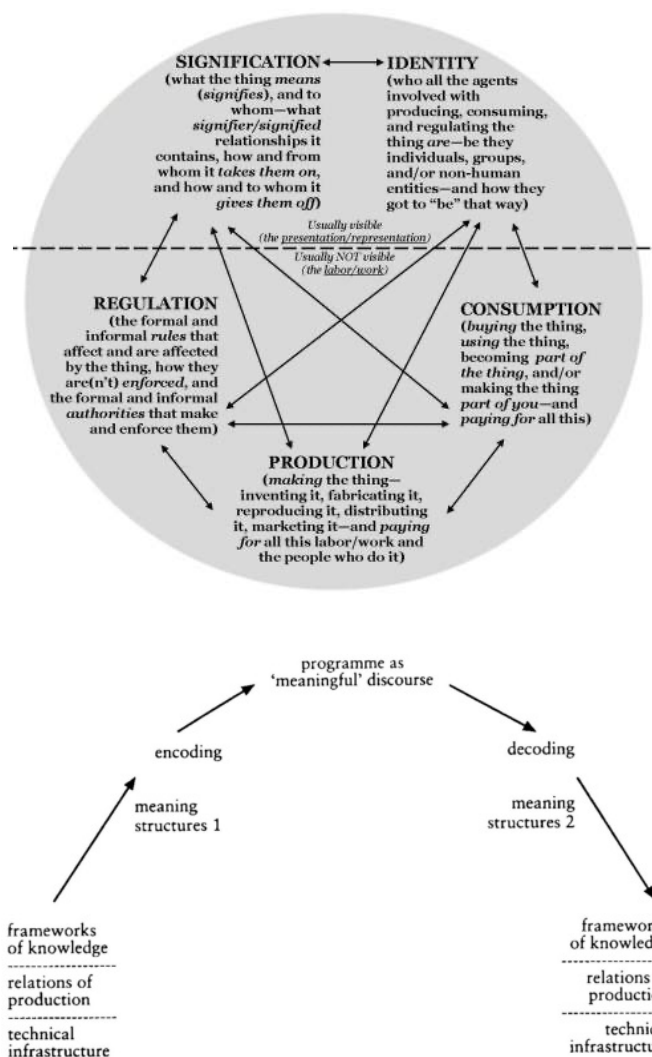 SIGNIFICATION
(what the thing means
(signifies), and to
whom—what
signifier/signified
relationships it
contains, how and from
whom it takes them on,
and how and to whom it
gives them off)
IDENTITY
(who all the agents
involved with
producing, consuming,
and regulating the
thing are—be they
individuals, groups,
and/or non-human
entities—and how they
got to “be” that way)
Usually visible
(the presentation/representation)
Usually NOT visible
(the labor/work)
REGULATION
(the formal and
informal rules that
affect and are affected
by the thing, how they
are(n't) enforced, and
the formal and informal
authorities that make
and enforce them)
CONSUMPTION
(buying the thing,
using the thing,
becoming part of
the thing, and/or
making the thing
part of you—and
paying for all this)
PRODUCTION
(making the thing—
inventing it, fabricating it,
reproducing it, distributing
it, marketing it—and paying
for all this labor/work and
the people who do it)
programme as
‘meaningful’ discourse
encoding
decoding
meaning
structures 1
meaning
structures 2
frameworks
of knowledge
relations of
production
technical
infrastructure
of
relations